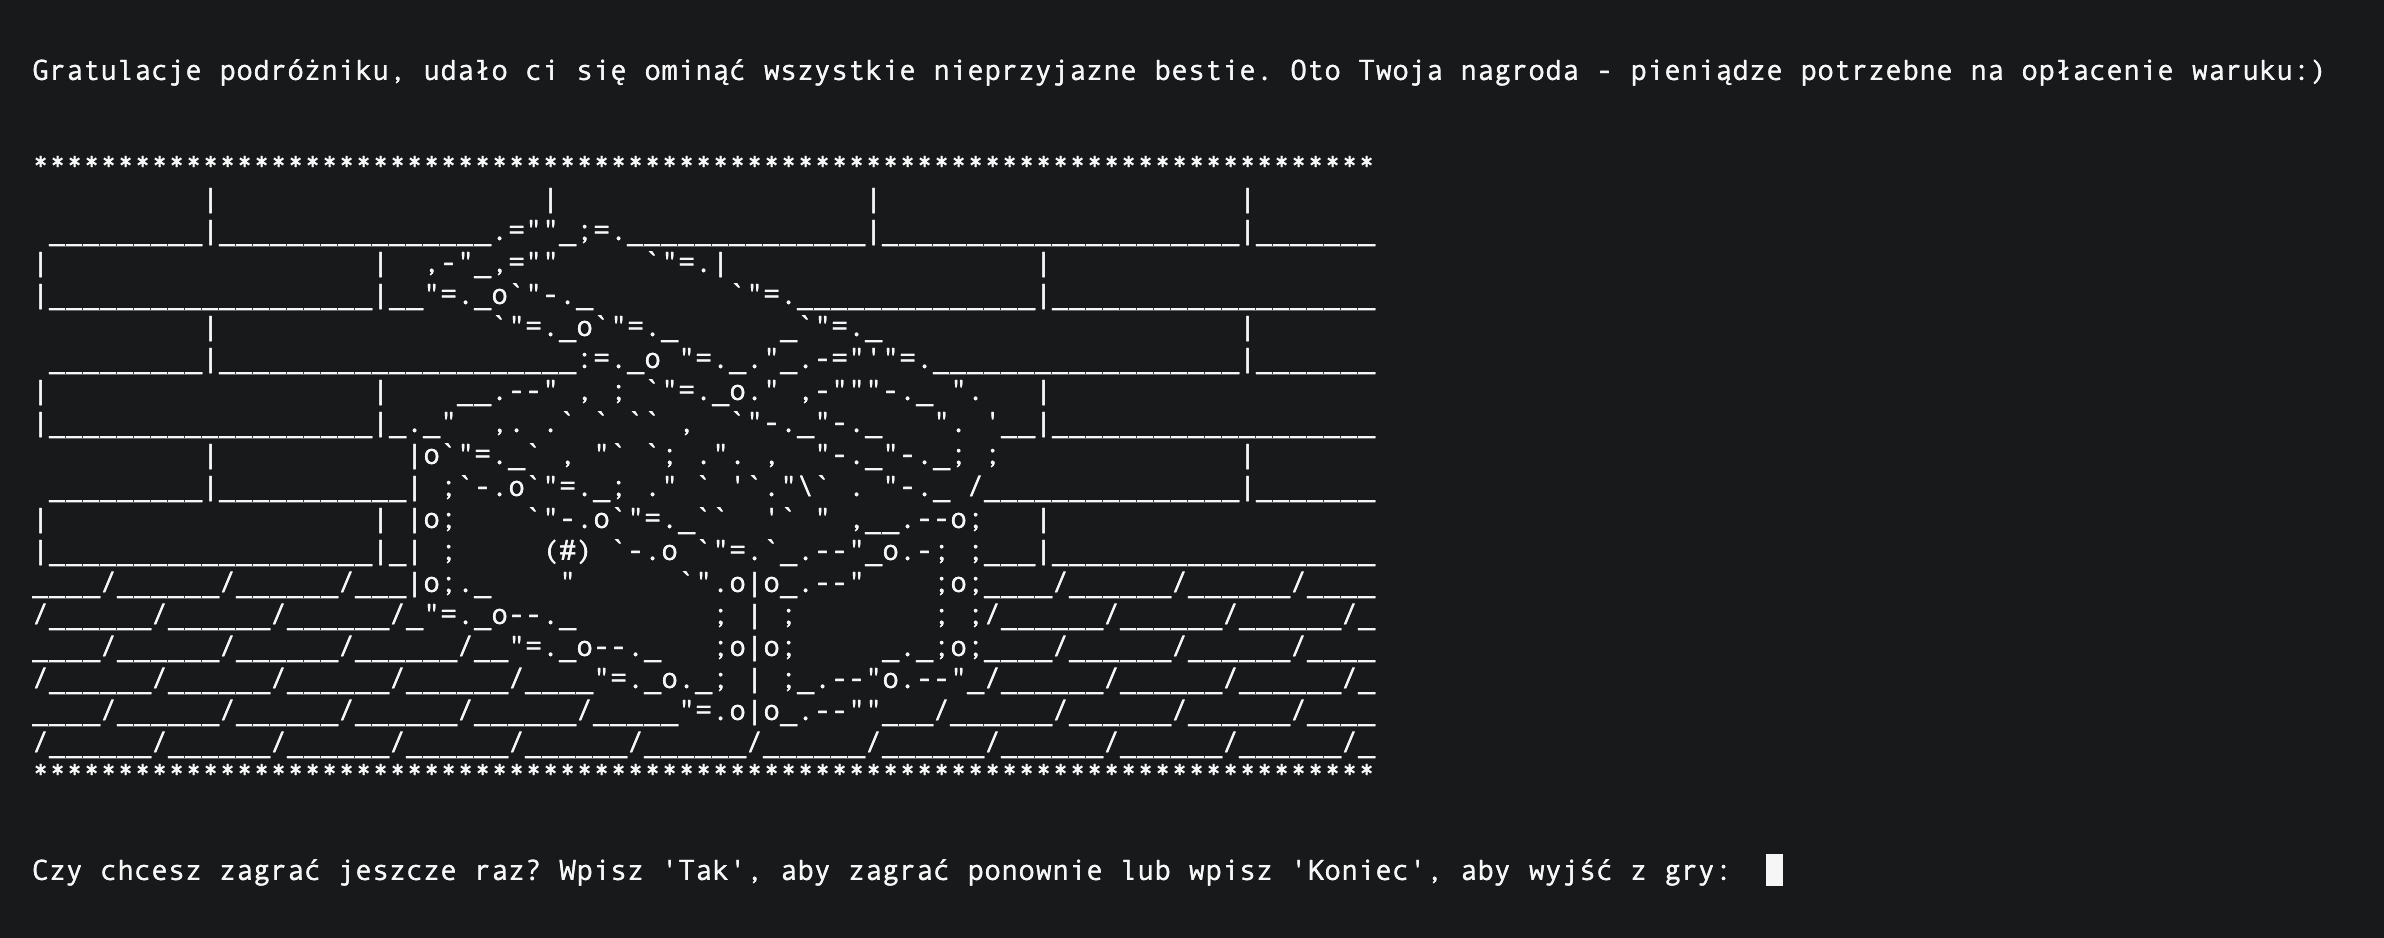 Gratulacje podróżniku, udało ci się ominąć wszystkie nieprzyjazne bestie. Oto Twoja nagroda - pieniądze potrzebne na opłacenie waruku:)
Czy chcesz zagrać jeszcze raz? Wpisz 'Tak', aby zagrać ponownie lub wpisz 'Koniec', aby wyjść z gry: